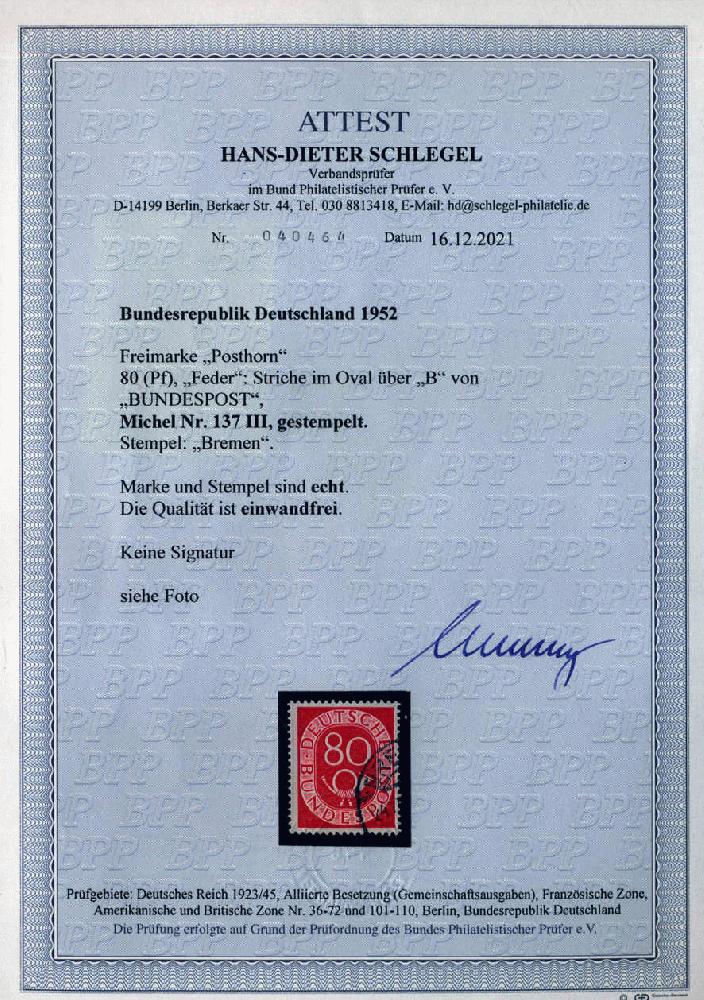 ATTEST
HANS-DIETER SCHLEGEL
Verbandsprüfer
im Bund Philatelistischer Prüfer e. V.
D-14199 Berlin, Berkaer Str. 44, Tel. 030 8813418, E-Mail: hd@schlegel-philatelie.de
Nr. 040464 Datum 16.12.2021
Bundesrepublik Deutschland 1952
Freimarke „Posthorn“
80 (Pf), „Feder“: Striche im Oval über „B“ von
„BUNDESPOST“,
Michel Nr. 137 III, gestempelt.
Stempel: „Bremen“.
Marke und Stempel sind echt.
Die Qualität ist einwandfrei.
Keine Signatur
siehe Foto
DEUTSCHE
80
BUNDESPOST
Prüfgebiete: Deutsches Reich 1923/45, Alliierte Besetzung (Gemeinschaftsausgaben), Französische Zone,
Amerikanische und Britische Zone Nr. 36-72 und 101-110, Berlin, Bundesrepublik Deutschland
Die Prüfung erfolgte auf Grund der Prüfordnung des Bundes Philatelistischer Prüfer e.V.